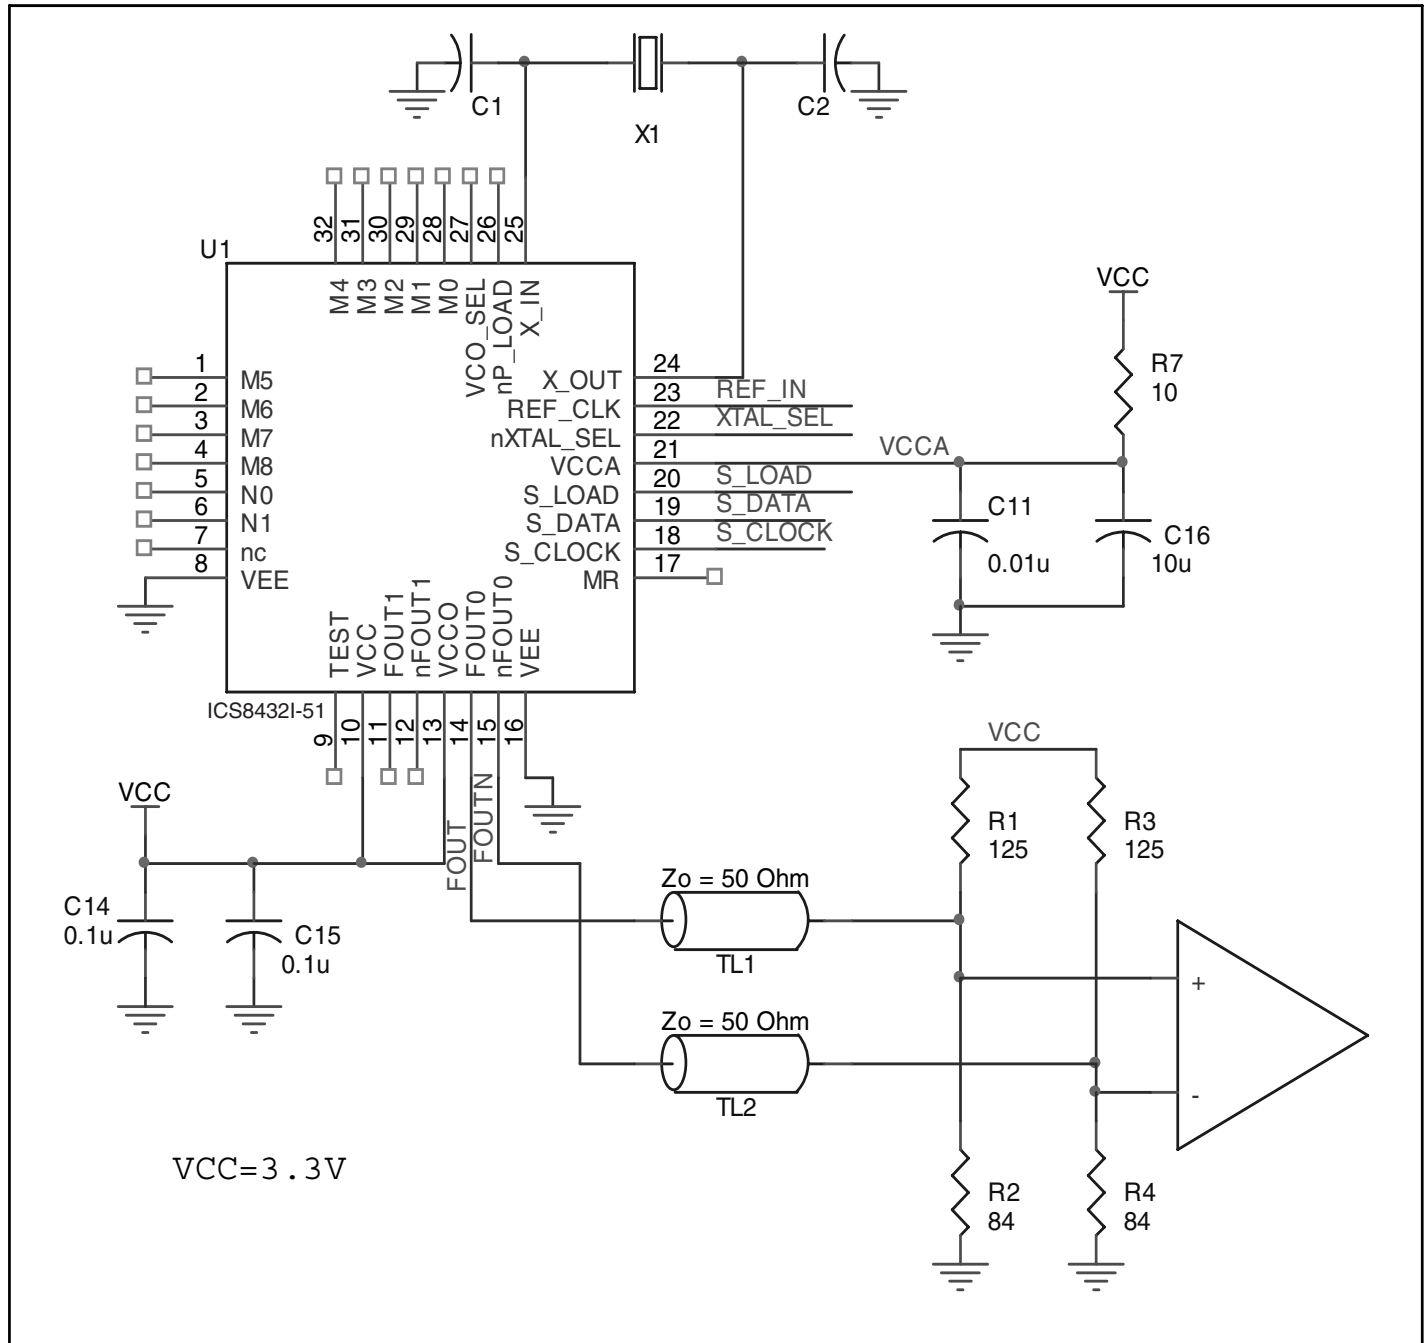 C1
X1
C2
32
31
30
29
28
27
26
25
U1
M4
M3
M2
M1
M0
VCO_SEL
nP_LOAD
X_IN
VCC
R7
10
1
2
3
4
5
6
7
8
M5
M6
M7
M8
N0
N1
nc
VEE
X_OUT
REF_CLK
nXTAL_SEL
VCCA
S_LOAD
S_DATA
S_CLOCK
MR
24
23
22
21
20
19
18
17
REF_IN
XTAL_SEL
VCCA
S_LOAD
S_DATA
S_CLOCK
C11
0.01u
C16
10u
TEST
VCC
FOUT1
nFOUT1
VCCO
FOUT0
nFOUT0
VEE
ICS8432I-51
9
10
11
12
13
14
15
16
VCC
FOUT
FOUTN
C14
0.1u
C15
0.1u
VCC
R1
125
R3
125
Zo = 50 Ohm
TL1
Zo = 50 Ohm
TL2
+
-
R2
84
R4
84
VCC=3.3V